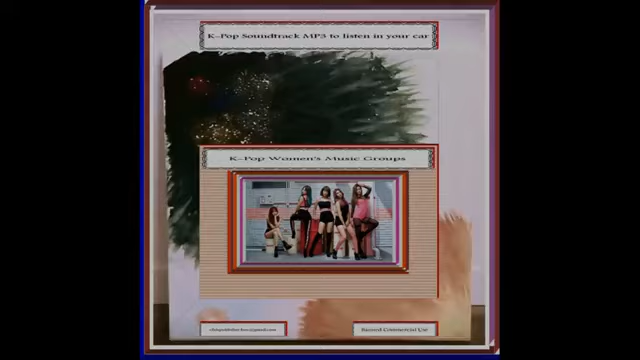 K-Pop Soundtrack MP3 to listen in your car
K-Pop Women's Music Groups
Record Commercial Use